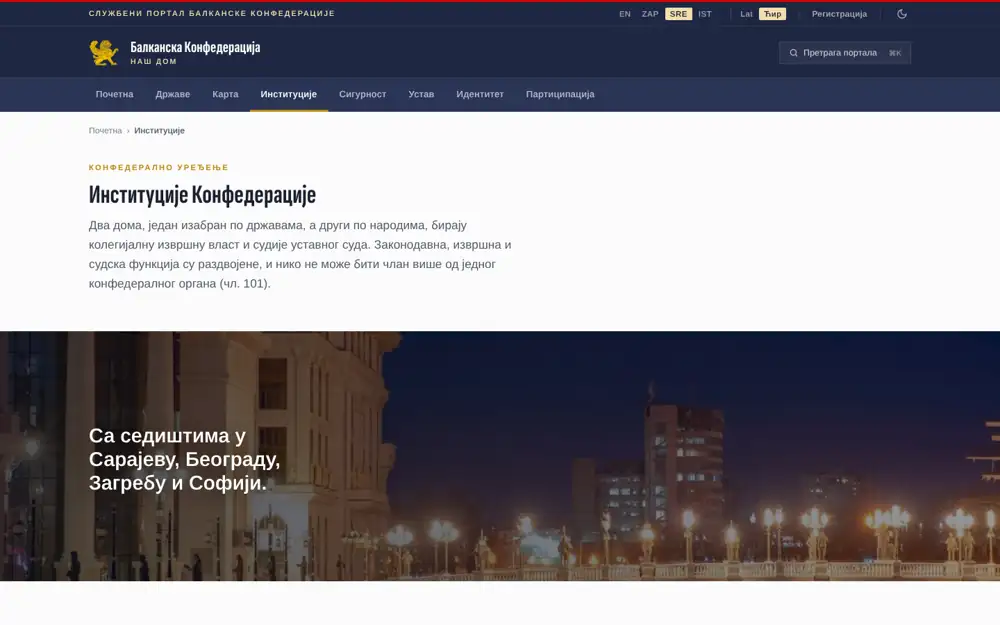 СЛУЖБЕНИ ПОРТАЛ БАЛКАНСКЕ КОНФЕДЕРАЦИЈЕ
EN ZAP SRE IST Lat Ћир Регистрација
Балканска Конфедерација
НАШ ДОМ
Претрага портала ⌘K
Почетна Државе Карта Институције Сигурност Устав Идентитет Партиципација
Почетна › Институције
КОНФЕДЕРАЛНО УРЕЂЕЊЕ
Институције Конфедерације
Два дома, један изабран по државама, а други по народима, бирају
колегијалну извршну власт и судије уставног суда. Законодавна, извршна и
судска функција су раздвојене, и нико не може бити члан више од једног
конфедералног органа (чл. 101).
Са седиштима у
Сарајеву, Београду,
Загребу и Софији.